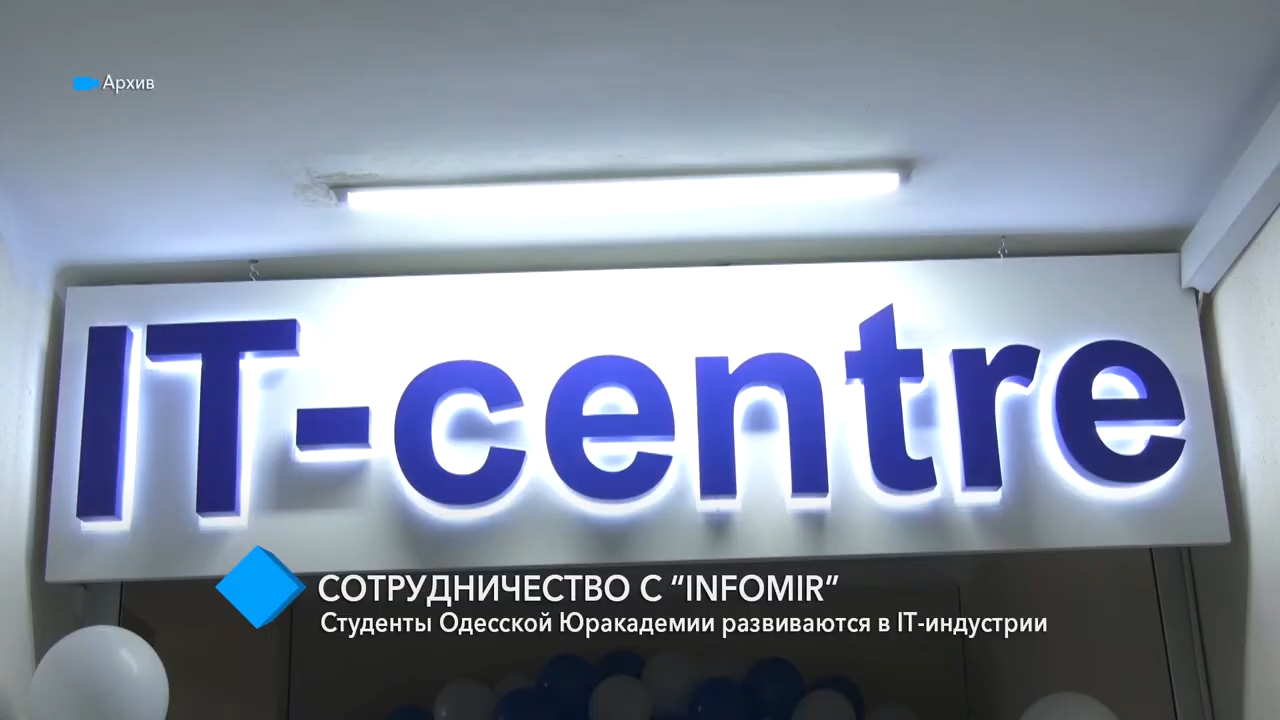 Архив
IT-centre
СОТРУДНИЧЕСТВО С “INFOMIR”
Студенты Одесской Юракадемии развиваются в IT-индустрии